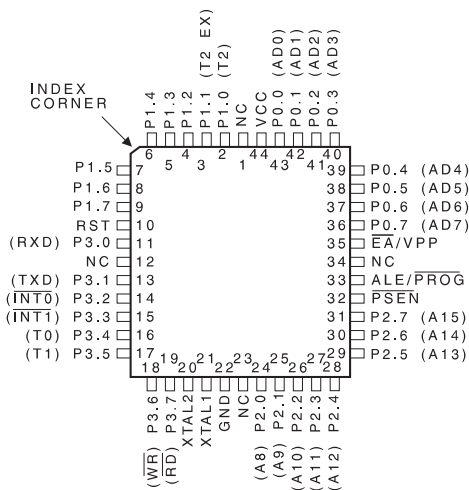 INDEX
CORNER
P1.4
P1.3
P1.2
P1.1 (T2 EX)
P1.0 (T2)
NC
VCC
P0.0 (AD0)
P0.1 (AD1)
P0.2 (AD2)
P0.3 (AD3)
6
5
4
3
2
1
44
43
42
41
40
P1.5 7
P1.6 8
P1.7 9
RST 10
(RXD) P3.0 11
NC 12
(TXD) P3.1 13
(INT0) P3.2 14
(INT1) P3.3 15
(T0) P3.4 16
(T1) P3.5 17
39 P0.4 (AD4)
38 P0.5 (AD5)
37 P0.6 (AD6)
36 P0.7 (AD7)
35 EA/VPP
34 NC
33 ALE/PROG
32 PSEN
31 P2.7 (A15)
30 P2.6 (A14)
29 P2.5 (A13)
18
19
20
21
22
23
24
25
26
27
28
(WR) P3.6
(RD) P3.7
XTAL2
XTAL1
GND
NC
(A8) P2.0
(A9) P2.1
(A10) P2.2
(A11) P2.3
(A12) P2.4